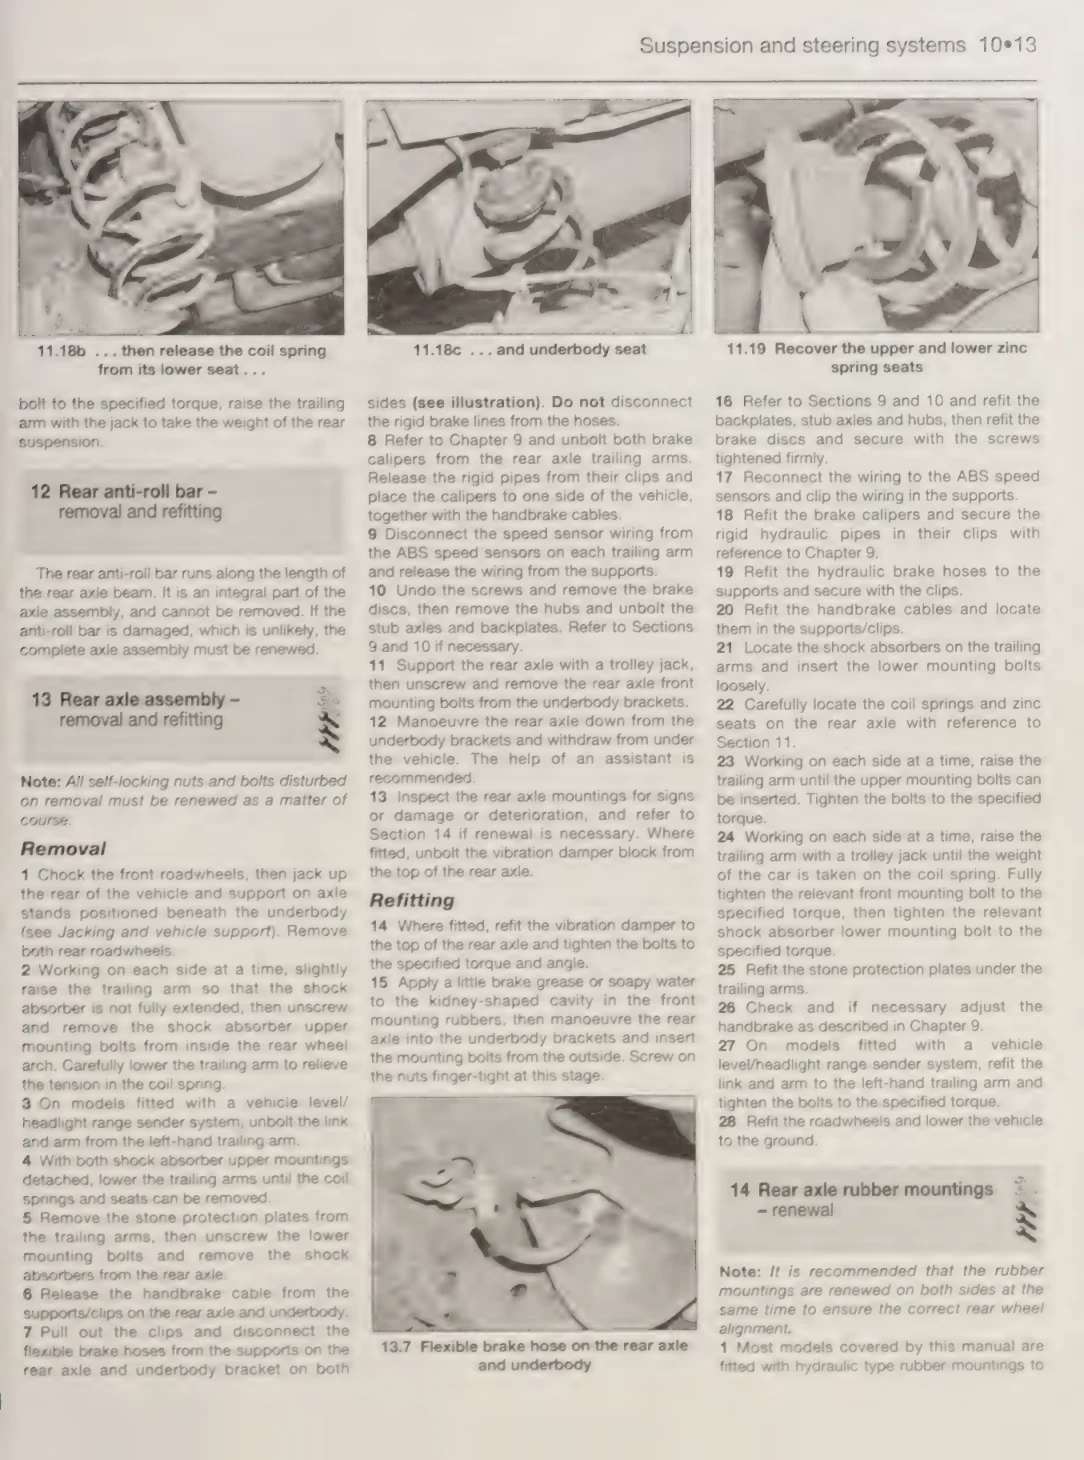 Suspension and steering systems 10•13
11.18b ... then release the coil spring
from its lower seat ...
11.18c ... and underbody seat
11.19 Recover the upper and lower zinc
spring seats
bolt to the specified torque, raise the trailing
arm with the jack to take the weight of the rear
suspension.
12 Rear anti-roll bar –
removal and refitting
The rear anti-roll bar runs along the length of
the rear axle beam. It is an integral part of the
axle assembly, and cannot be removed. If the
anti-roll bar is damaged, which is unlikely, the
complete axle assembly must be renewed.
13 Rear axle assembly –
removal and refitting
Note: All self-locking nuts and bolts disturbed
on removal must be renewed as a matter of
course.
Removal
1 Chock the front roadwheels, then jack up
the rear of the vehicle and support on axle
stands positioned beneath the underbody
(see Jacking and vehicle support). Remove
both rear roadwheels.
2 Working on each side at a time, slightly
raise the trailing arm so that the shock
absorber is not fully extended, then unscrew
and remove the shock absorber upper
mounting bolts from inside the rear wheel
arch. Carefully lower the trailing arm to relieve
the tension in the coil spring.
3 On models fitted with a vehicle level/
headlight range sender system, unbolt the link
and arm from the left-hand trailing arm.
4 With both shock absorber upper mountings
detached, lower the trailing arms until the coil
springs and seats can be removed.
5 Remove the stone protection plates from
the trailing arms, then unscrew the lower
mounting bolts and remove the shock
absorbers from the rear axle.
6 Release the handbrake cable from the
supports/clips on the rear axle and underbody.
7 Pull out the clips and disconnect the
flexible brake hoses from the supports on the
rear axle and underbody bracket on both
sides (see illustration). Do not disconnect
the rigid brake lines from the hoses.
8 Refer to Chapter 9 and unbolt both brake
calipers from the rear axle trailing arms.
Release the rigid pipes from their clips and
place the calipers to one side of the vehicle,
together with the handbrake cables.
9 Disconnect the speed sensor wiring from
the ABS speed sensors on each trailing arm
and release the wiring from the supports.
10 Undo the screws and remove the brake
discs, then remove the hubs and unbolt the
stub axles and backplates. Refer to Sections
9 and 10 if necessary.
11 Support the rear axle with a trolley jack,
then unscrew and remove the rear axle front
mounting bolts from the underbody brackets.
12 Manoeuvre the rear axle down from the
underbody brackets and withdraw from under
the vehicle. The help of an assistant is
recommended.
13 Inspect the rear axle mountings for signs
or damage or deterioration, and refer to
Section 14 if renewal is necessary. Where
fitted, unbolt the vibration damper block from
the top of the rear axle.
Refitting
14 Where fitted, refit the vibration damper to
the top of the rear axle and tighten the bolts to
the specified torque and angle.
15 Apply a little brake grease or soapy water
to the kidney-shaped cavity in the front
mounting rubbers, then manoeuvre the rear
axle into the underbody brackets and insert
the mounting bolts from the outside. Screw on
the nuts finger-tight at this stage.
13.7 Flexible brake hose on the rear axle
and underbody
16 Refer to Sections 9 and 10 and refit the
backplates, stub axles and hubs, then refit the
brake discs and secure with the screws
tightened firmly.
17 Reconnect the wiring to the ABS speed
sensors and clip the wiring in the supports.
18 Refit the brake calipers and secure the
rigid hydraulic pipes in their clips with
reference to Chapter 9.
19 Refit the hydraulic brake hoses to the
supports and secure with the clips.
20 Refit the handbrake cables and locate
them in the supports/clips.
21 Locate the shock absorbers on the trailing
arms and insert the lower mounting bolts
loosely.
22 Carefully locate the coil springs and zinc
seats on the rear axle with reference to
Section 11.
23 Working on each side at a time, raise the
trailing arm until the upper mounting bolts can
be inserted. Tighten the bolts to the specified
torque.
24 Working on each side at a time, raise the
trailing arm with a trolley jack until the weight
of the car is taken on the coil spring. Fully
tighten the relevant front mounting bolt to the
specified torque, then tighten the relevant
shock absorber lower mounting bolt to the
specified torque.
25 Refit the stone protection plates under the
trailing arms.
26 Check and if necessary adjust the
handbrake as described in Chapter 9.
27 On models fitted with a vehicle
level/headlight range sender system, refit the
link and arm to the left-hand trailing arm and
tighten the bolts to the specified torque.
28 Refit the roadwheels and lower the vehicle
to the ground.
14 Rear axle rubber mountings
– renewal
Note: It is recommended that the rubber
mountings are renewed on both sides at the
same time to ensure the correct rear wheel
alignment.
1 Most models covered by this manual are
fitted with hydraulic type rubber mountings to